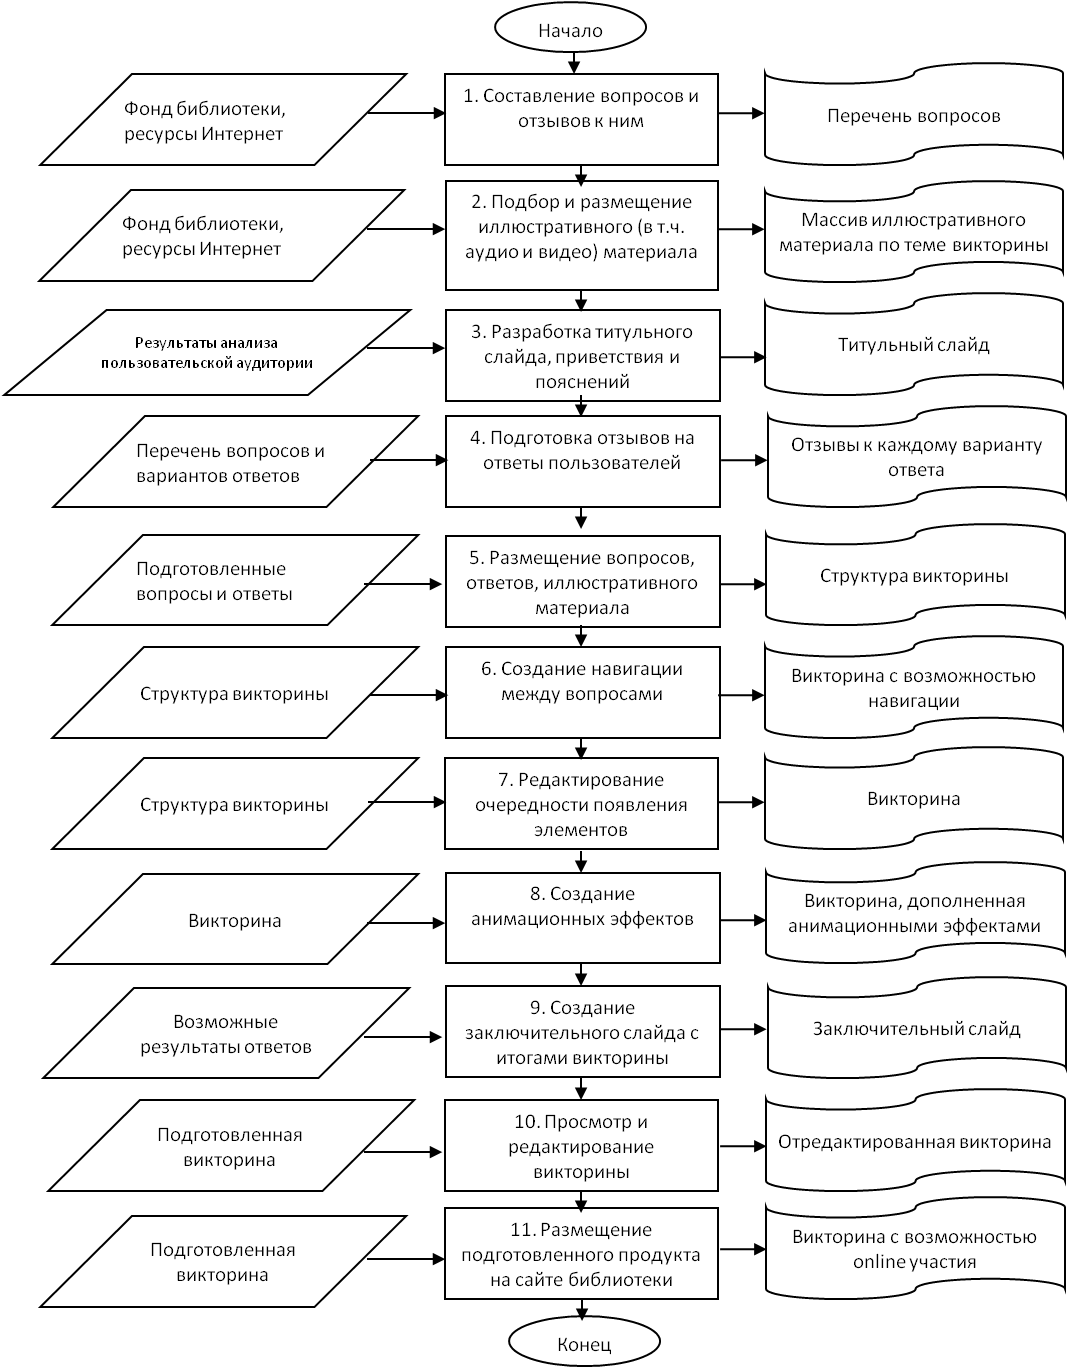 Начало
Фонд библиотеки,
ресурсы Интернет
1. Составление вопросов и
отзывов к ним
Перечень вопросов
Фонд библиотеки,
ресурсы Интернет
2. Подбор и размещение
иллюстративного (в т.ч.
аудио и видео) материала
Массив иллюстративного
материала по теме викторины
Результаты анализа
пользовательской аудитории
3. Разработка титульного
слайда, приветствия и
пояснений
Титульный слайд
Перечень вопросов и
вариантов ответов
4. Подготовка отзывов на
ответы пользователей
Отзывы к каждому варианту
ответа
Подготовленные
вопросы и ответы
5. Размещение вопросов,
ответов, иллюстративного
материала
Структура викторины
Структура викторины
6. Создание навигации
между вопросами
Викторина с возможностью
навигации
Структура викторины
7. Редактирование
очередности появления
элементов
Викторина
Викторина
8. Создание
анимационных эффектов
Викторина, дополненная
анимационными эффектами
Возможные
результаты ответов
9. Создание
заключительного слайда с
итогами викторины
Заключительный слайд
Подготовленная
викторина
10. Просмотр и
редактирование
викторины
Отредактированная викторина
Подготовленная
викторина
11. Размещение
подготовленного продукта
на сайте библиотеки
Викторина с возможностью
online участия
Конец